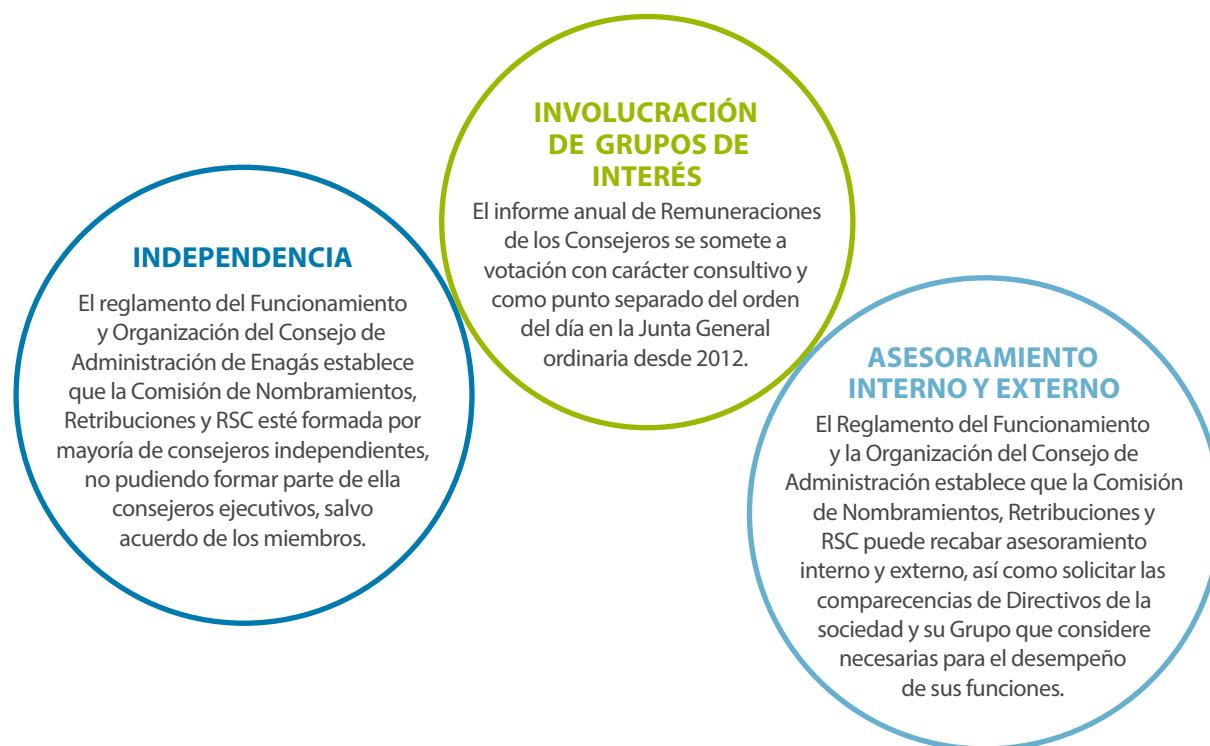 INDEPENDENCIA
El reglamento del Funcionamiento
y Organización del Consejo de
Administración de Enagás establece
que la Comisión de Nombramientos,
Retribuciones y RSC esté formada por
mayoría de consejeros independientes,
no pudiendo formar parte de ella
consejeros ejecutivos, salvo
acuerdo de los miembros.
INVOLUCRACIÓN
DE GRUPOS DE
INTERÉS
El informe anual de Remuneraciones
de los Consejeros se somete a
votación con carácter consultivo y
como punto separado del orden
del día en la Junta General
ordinaria desde 2012.
ASESORAMIENTO
INTERNO Y EXTERNO
El Reglamento del Funcionamiento
y la Organización del Consejo de
Administración establece que la Comisión
de Nombramientos, Retribuciones y
RSC puede recabar asesoramiento
interno y externo, así como solicitar las
comparecencias de Directivos de la
sociedad y su Grupo que considere
necesarias para el desempeño
de sus funciones.